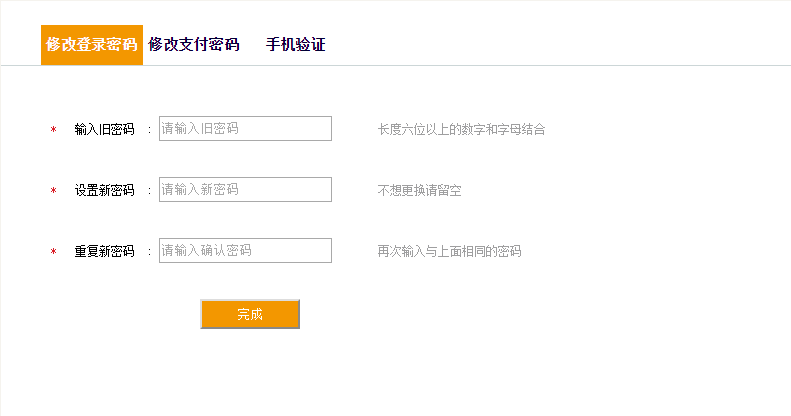 修改登录密码 修改支付密码 手机验证
* 输入旧密码 : 请输入旧密码 长度六位以上的数字和字母结合
* 设置新密码 : 请输入新密码 不想更换请留空
* 重复新密码 : 请输入确认密码 再次输入与上面相同的密码
完成